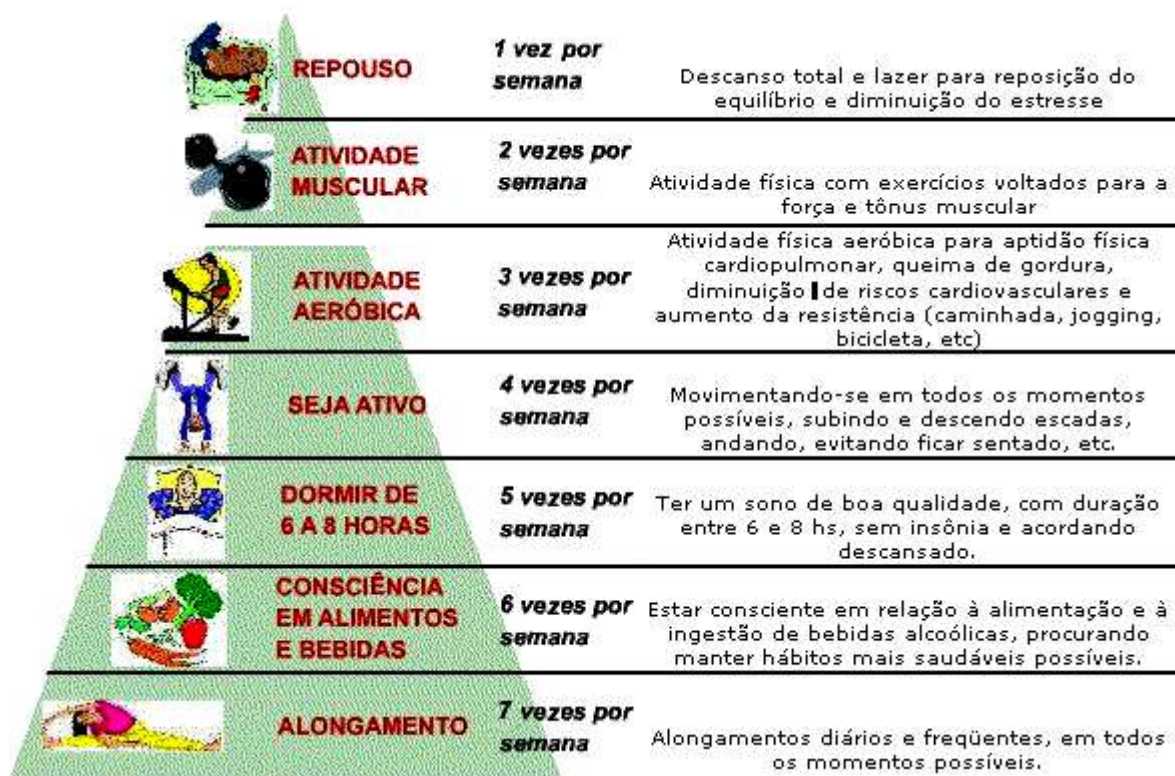 REPOUSO
1 vez por
semana
Descanso total e lazer para reposição do
equilíbrio e diminuição do estresse
ATIVIDADE
MUSCULAR
2 vezes por
semana
Atividade física com exercícios voltados para a
força e tônus muscular
ATIVIDADE
AERÓBICA
3 vezes por
semana
Atividade física aeróbica para aptidão física
cardiopulmonar, queima de gordura,
diminuição de riscos cardiovasculares e
aumento da resistência (caminhada, jogging,
bicicleta, etc)
SEJA ATIVO
4 vezes por
semana
Movimentando-se em todos os momentos
possíveis, subindo e descendo escadas,
andando, evitando ficar sentado, etc.
DORMIR DE
6 A 8 HORAS
5 vezes por
semana
Ter um sono de boa qualidade, com duração
entre 6 e 8 hs, sem insônia e acordando
descansado.
CONSCIÊNCIA
EM ALIMENTOS
E BEBIDAS
6 vezes por
semana
Estar consciente em relação à alimentação e à
ingestão de bebidas alcoólicas, procurando
manter hábitos mais saudáveis possíveis.
ALONGAMENTO
7 vezes por
semana
Alongamentos diários e freqüentes, em todos
os momentos possíveis.